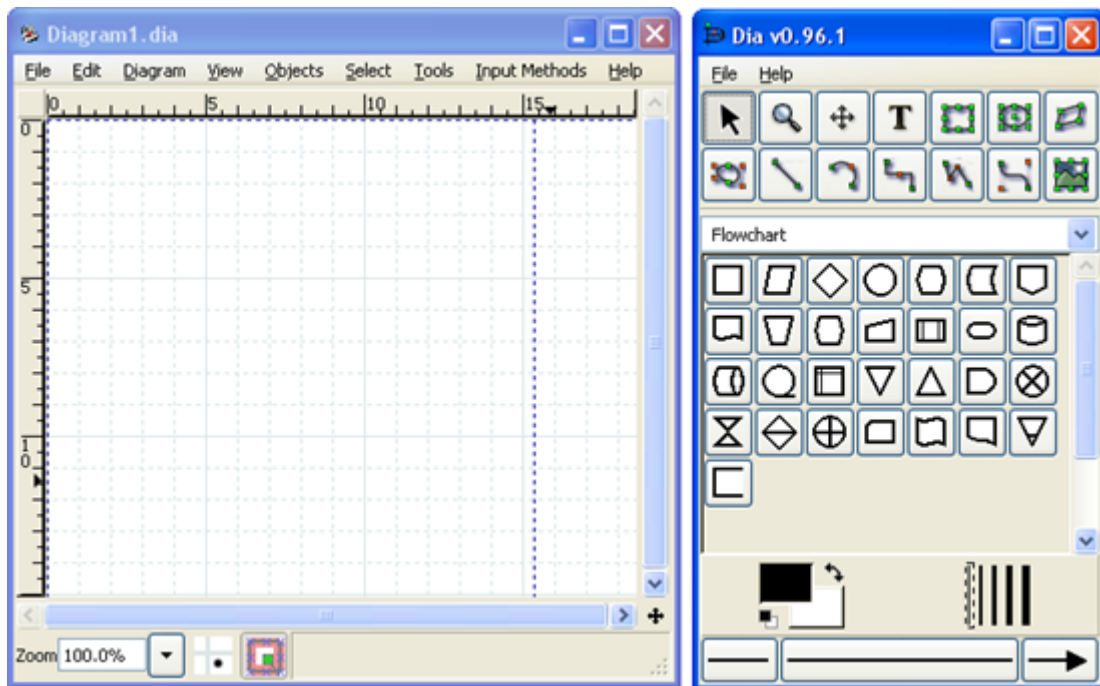 Diagram1.dia
File Edit Diagram View Objects Select Tools Input Methods Help
0 5 10 15
0
5
10
Zoom 100.0%
Dia v0.96.1
File Help
T
Flowchart